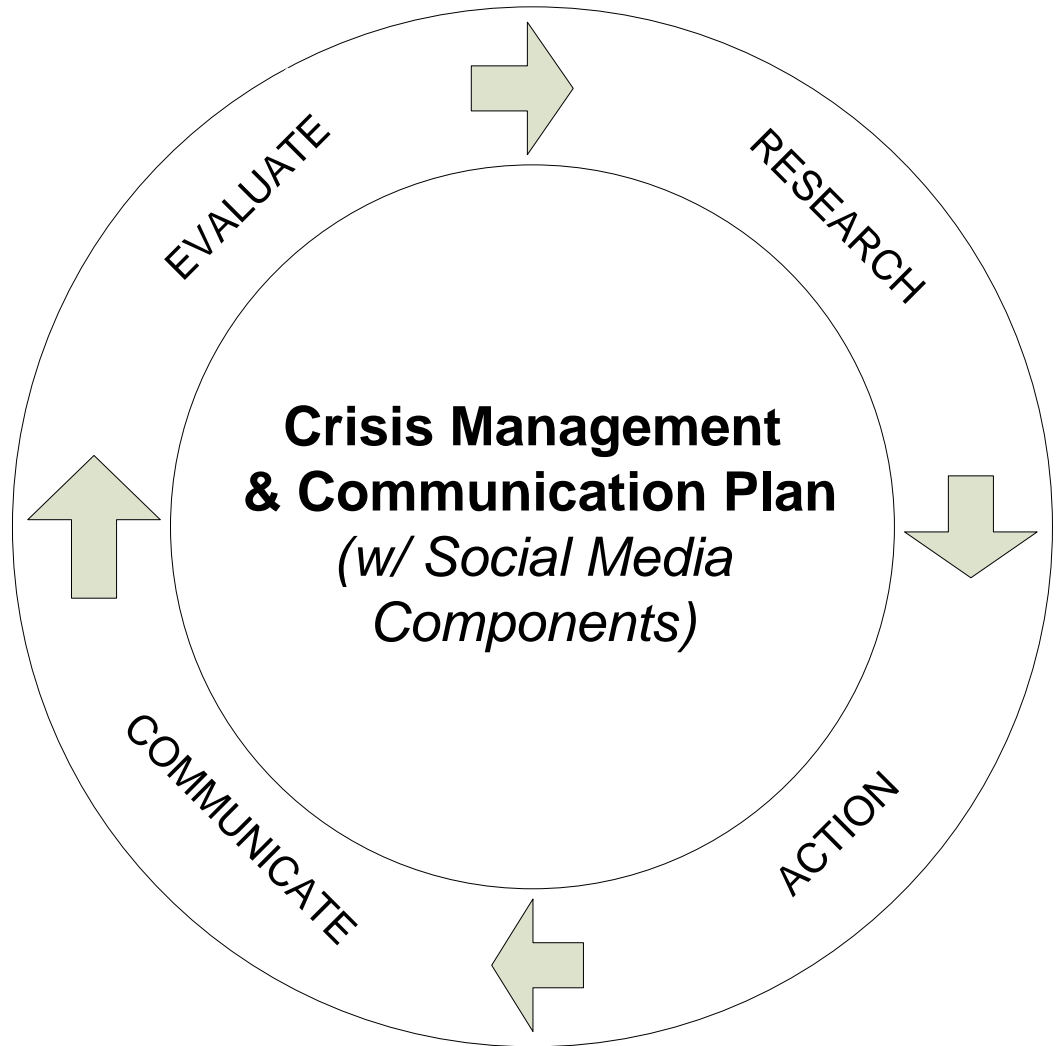 EVALUATE
RESEARCH
Crisis Management
& Communication Plan
(w/ Social Media
Components)
COMMUNICATE
ACTION